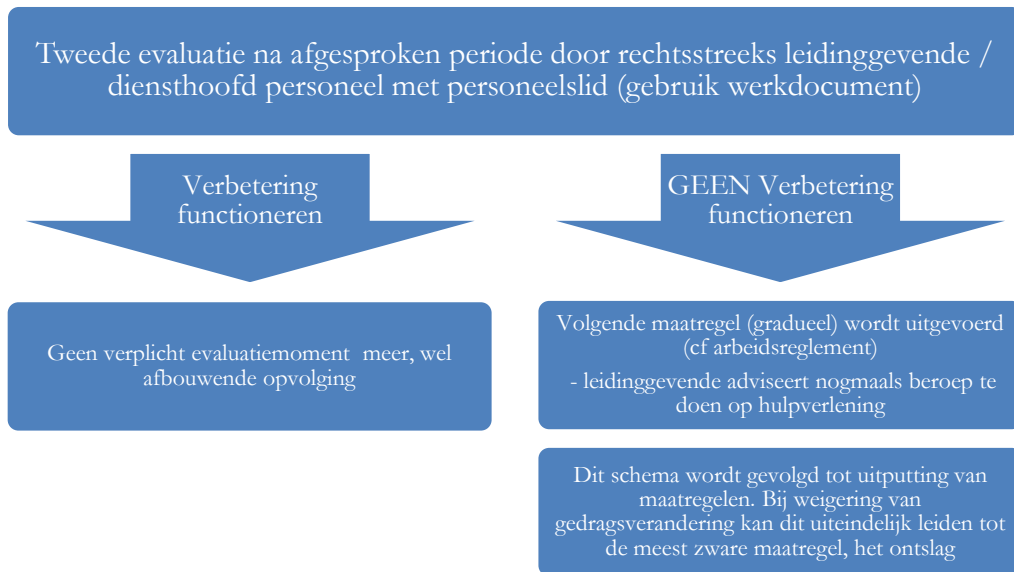 Tweede evaluatie na afgesproken periode door rechtsstreeks leidinggevende /
diensthoofd personeel met personeelslid (gebruik werkdocument)
Verbetering
functioneren
Geen verplicht evaluatiemoment meer, wel
afbouwende opvolging
GEEN Verbetering
functioneren
Volgende maatregel (gradueel) wordt uitgevoerd
(cf arbeidsreglement)
- leidinggevende adviseert nogmaals beroep te
doen op hulpverlening
Dit schema wordt gevolgd tot uitputting van
maatregelen. Bij weigering van
gedragsverandering kan dit uiteindelijk leiden tot
de meest zware maatregel, het ontslag